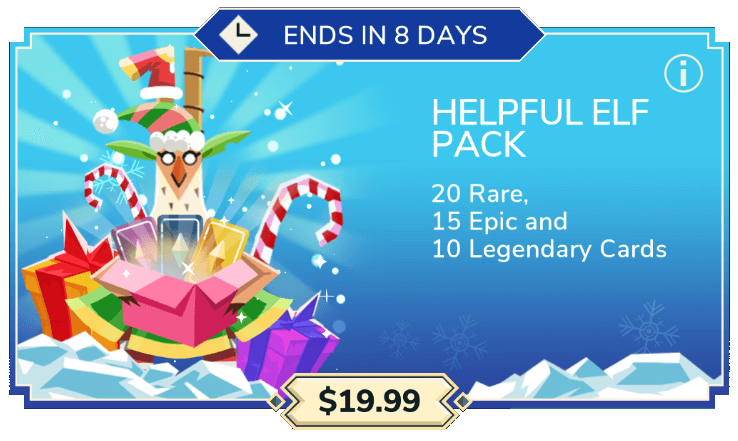 ENDS IN 8 DAYS
HELPFUL ELF
PACK
20 Rare,
15 Epic and
10 Legendary Cards
$19.99